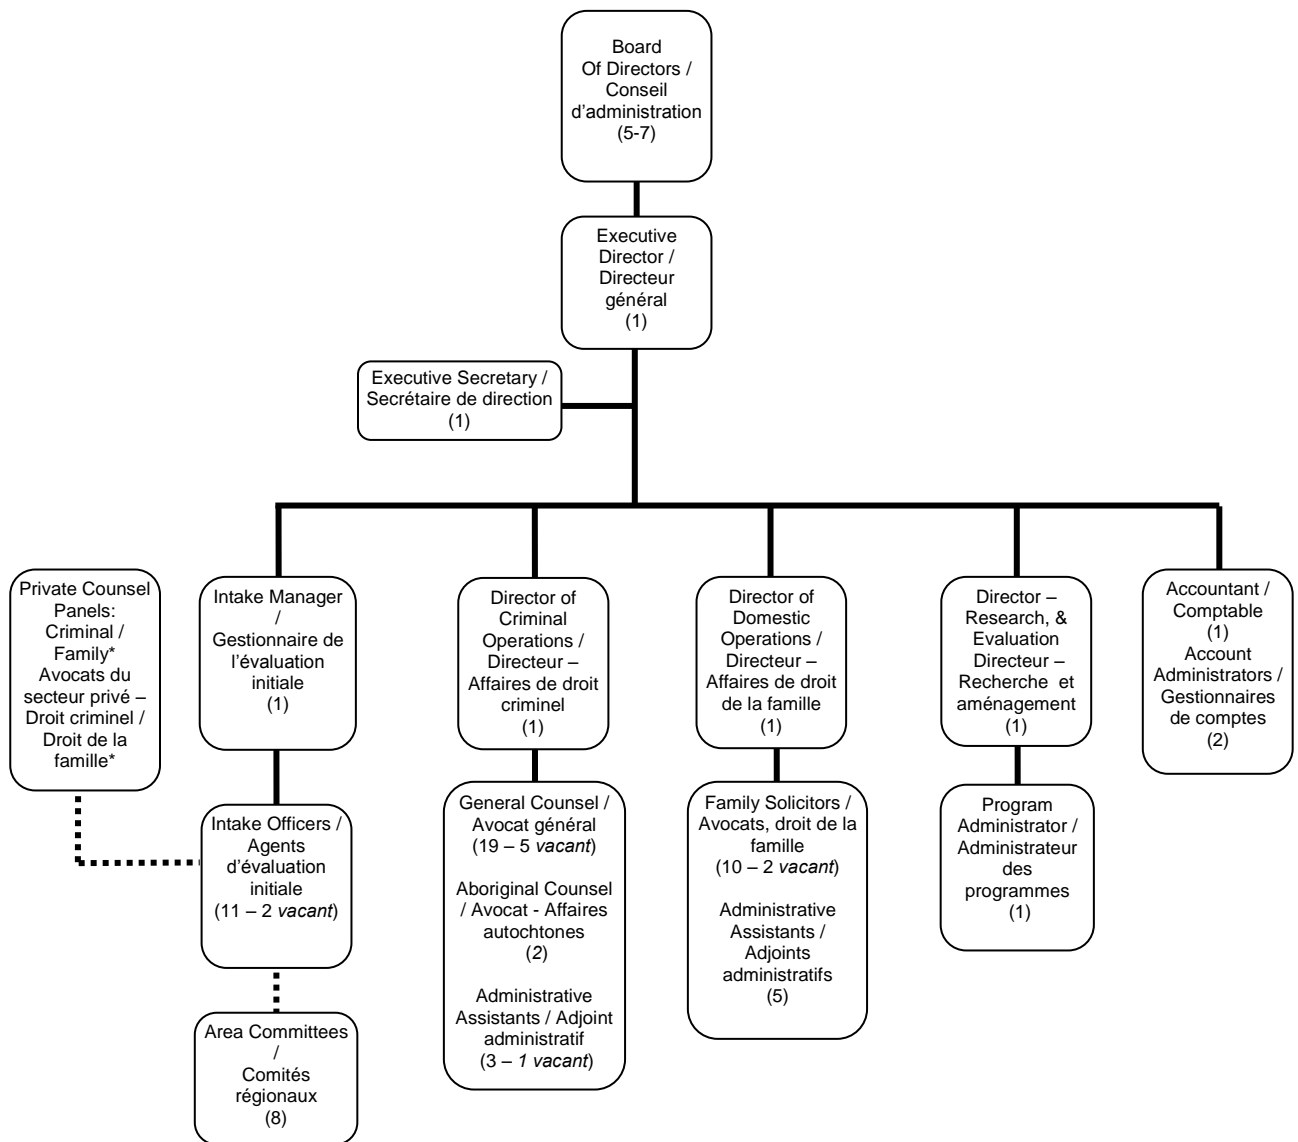 Board
Of Directors /
Conseil
d’administration
(5-7)
Executive
Director /
Directeur
général
(1)
Executive Secretary /
Secrétaire de direction
(1)
Private Counsel
Panels:
Criminal /
Family*
Avocats du
secteur privé –
Droit criminel /
Droit de la
famille*
Intake Manager
/
Gestionnaire de
l’évaluation
initiale
(1)
Director of
Criminal
Operations /
Directeur –
Affaires de droit
criminel
(1)
Director of
Domestic
Operations /
Directeur –
Affaires de droit
de la famille
(1)
Director –
Research, &
Evaluation
Directeur –
Recherche et
aménagement
(1)
Accountant /
Comptable
(1)
Account
Administrators /
Gestionnaires
de comptes
(2)
Intake Officers /
Agents
d’évaluation
initiale
(11 – 2 vacant)
General Counsel /
Avocat général
(19 – 5 vacant)
Aboriginal Counsel
/ Avocat - Affaires
autochtones
(2)
Administrative
Assistants / Adjoint
administratif
(3 – 1 vacant)
Family Solicitors /
Avocats, droit de la
famille
(10 – 2 vacant)
Administrative
Assistants /
Adjoints
administratifs
(5)
Program
Administrator /
Administrateur
des
programmes
(1)
Area Committees
/
Comités
régionaux
(8)